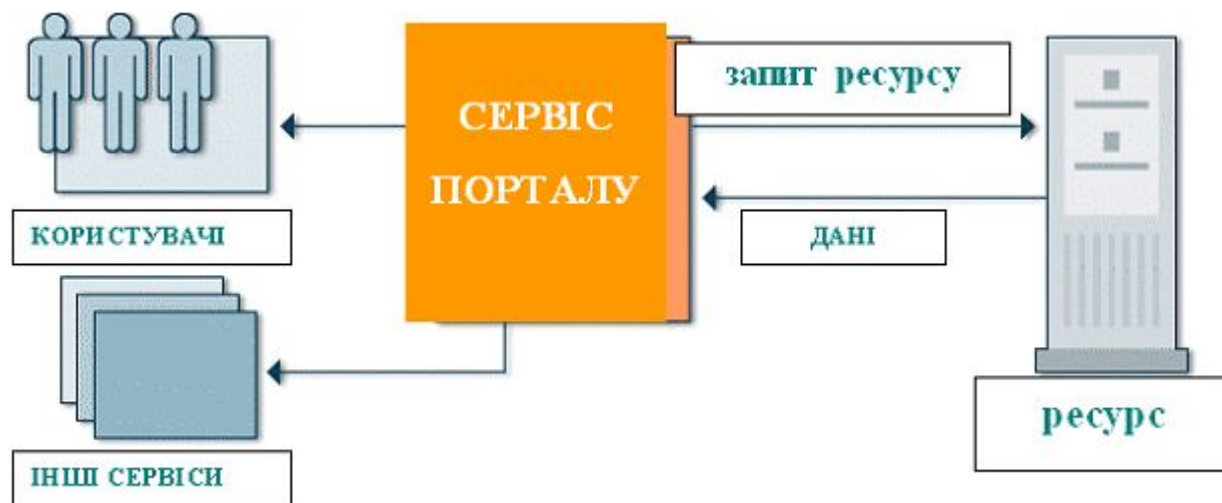 СЕРВІС
ПОРТАЛУ
запит ресурсу
ДАНІ
КОРИСТУВАЧІ
ІНШІ СЕРВІСИ
ресурс